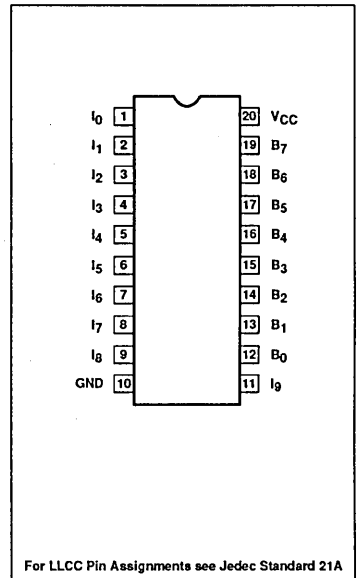 I0 1 20 VCC
I1 2 19 B7
I2 3 18 B6
I3 4 17 B5
I4 5 16 B4
I5 6 15 B3
I6 7 14 B2
I7 8 13 B1
I8 9 12 B0
GND 10 11 I9
For LLCC Pin Assignments see Jedec Standard 21A